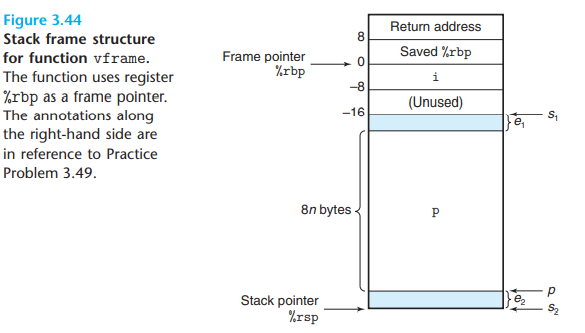 Figure 3.44
Stack frame structure
for function vframe.
The function uses register
%rbp as a frame pointer.
The annotations along
the right-hand side are
in reference to Practice
Problem 3.49.
Return address
8
Saved %rbp
Frame pointer
%rbp
0
i
−8
(Unused)
−16
e₁
s₁
8n bytes
p
p
e₂
s₂
Stack pointer
%rsp